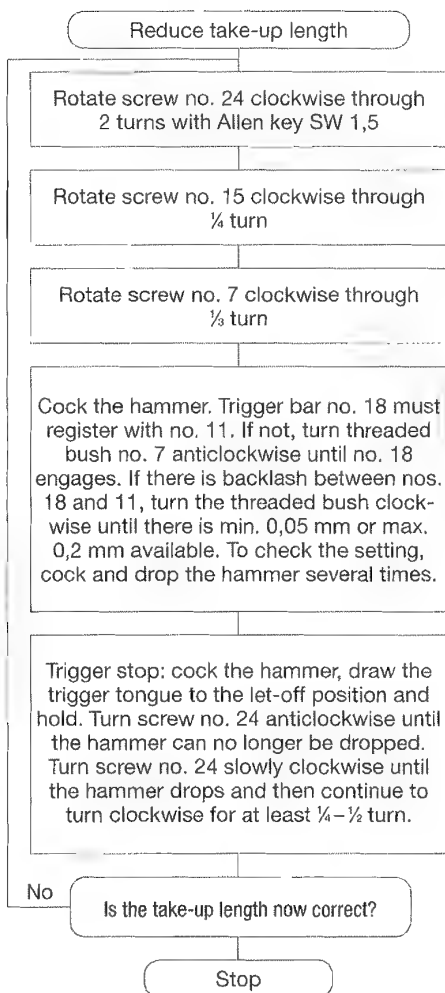 Reduce take-up length
Rotate screw no. 24 clockwise through
2 turns with Allen key SW 1,5
Rotate screw no. 15 clockwise through
¼ turn
Rotate screw no. 7 clockwise through
⅓ turn
Cock the hammer. Trigger bar no. 18 must
register with no. 11. If not, turn threaded
bush no. 7 anticlockwise until no. 18
engages. If there is backlash between nos.
18 and 11, turn the threaded bush clock-
wise until there is min. 0,05 mm or max.
0,2 mm available. To check the setting,
cock and drop the hammer several times.
Trigger stop: cock the hammer, draw the
trigger tongue to the let-off position and
hold. Turn screw no. 24 anticlockwise until
the hammer can no longer be dropped.
Turn screw no. 24 slowly clockwise until
the hammer drops and then continue to
turn clockwise for at least ¼–½ turn.
No
Is the take-up length now correct?
Stop